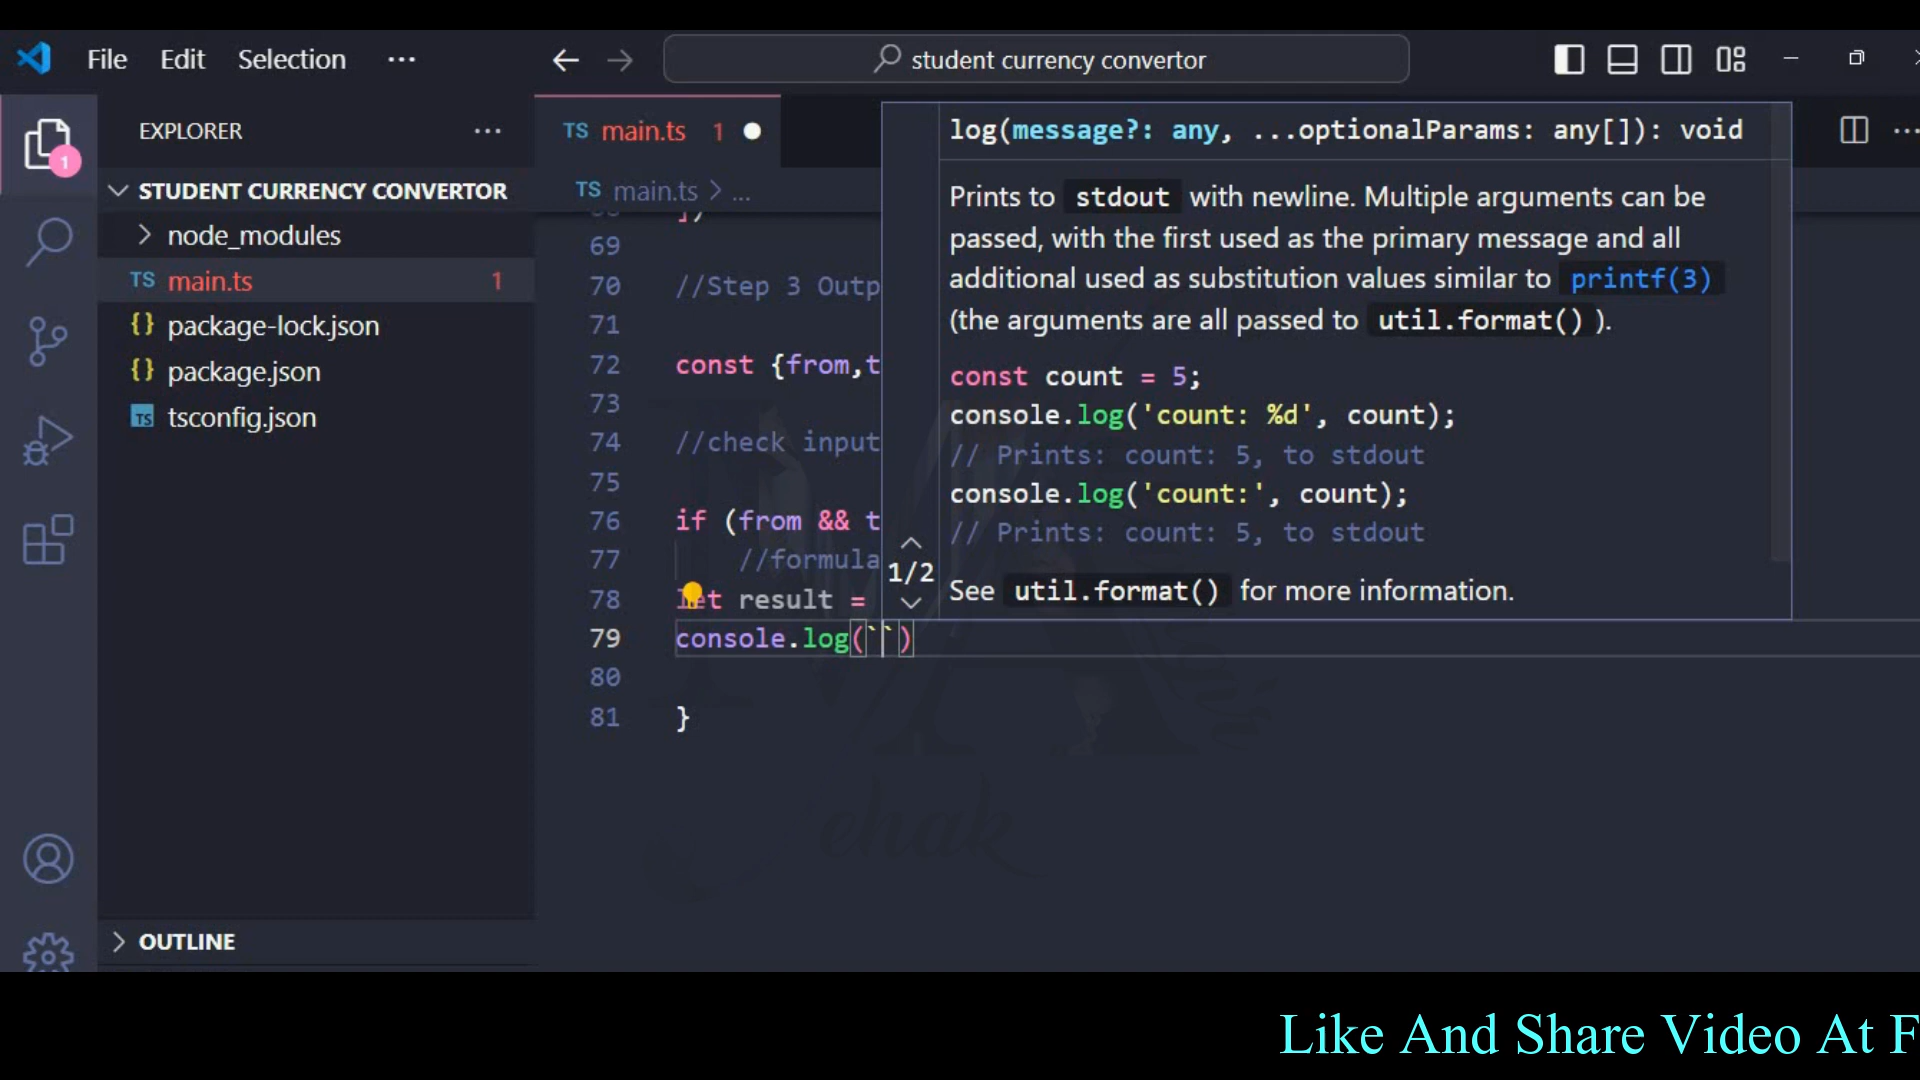 File Edit Selection ...
student currency convertor
EXPLORER ...
1
STUDENT CURRENCY CONVERTOR
node_modules
TS main.ts 1
{} package-lock.json
{} package.json
TS tsconfig.json
OUTLINE
TS main.ts 1
TS main.ts > ...
69
70 //Step 3 Outp
71
72 const {from,t
73
74 //check input
75
76 if (from && t
77 //formula
78 let result =
79 console.log(``)
80
81 }
log(message?: any, ...optionalParams: any[]): void
Prints to stdout with newline. Multiple arguments can be
passed, with the first used as the primary message and all
additional used as substitution values similar to printf(3)
(the arguments are all passed to util.format() ).
const count = 5;
console.log('count: %d', count);
// Prints: count: 5, to stdout
console.log('count:', count);
// Prints: count: 5, to stdout
1/2
See util.format() for more information.
Like And Share Video At F